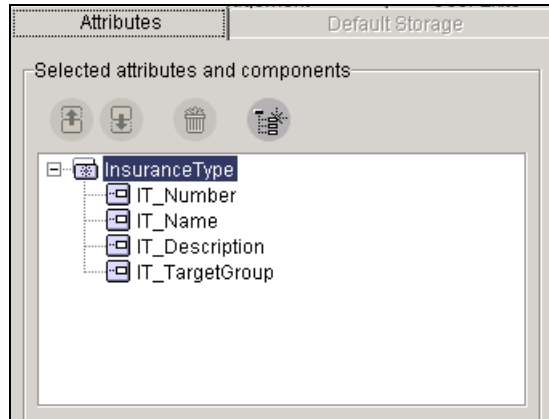 Attributes
Default Storage
Selected attributes and components
InsuranceType
IT_Number
IT_Name
IT_Description
IT_TargetGroup